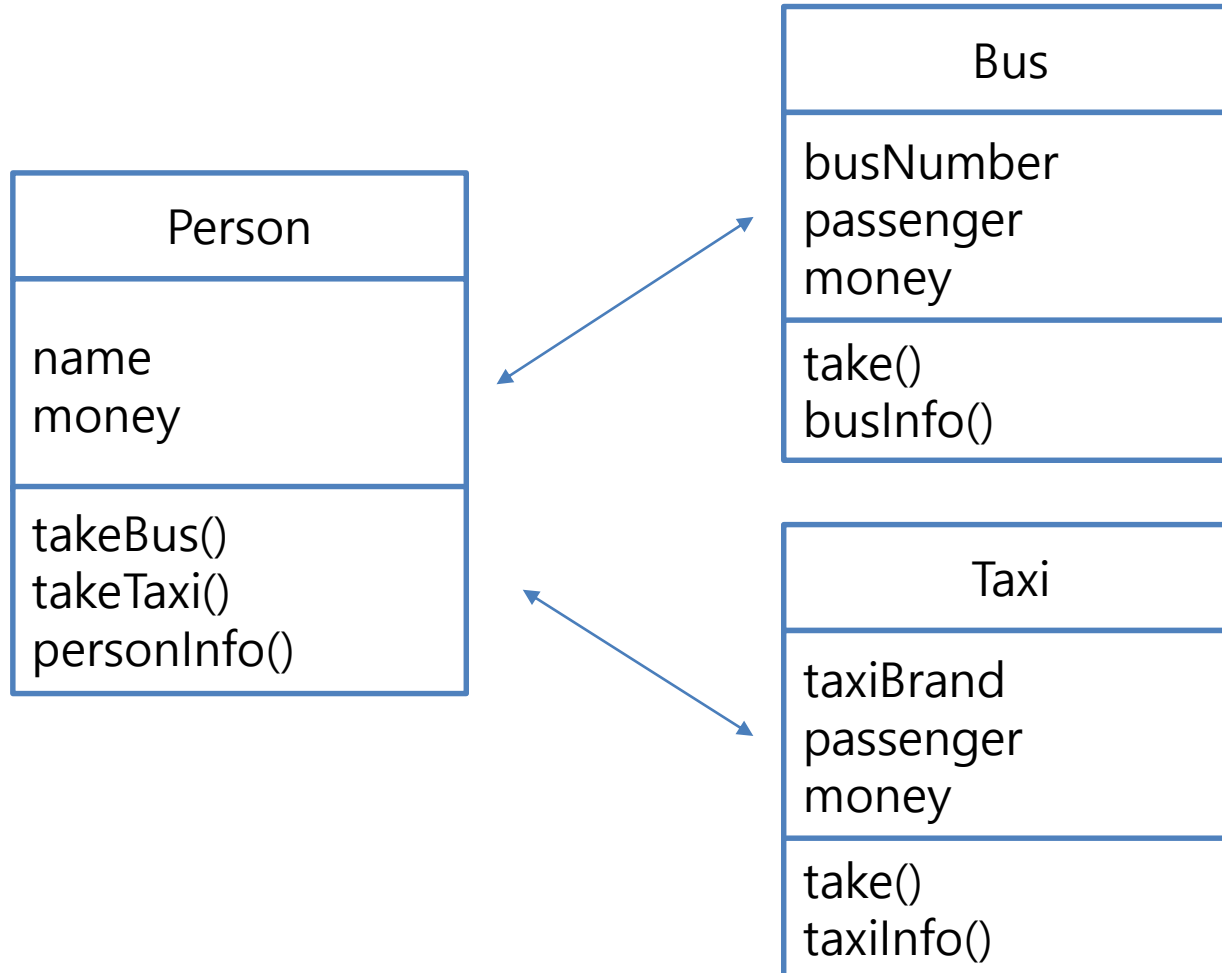 Person
name
money
takeBus()
takeTaxi()
personInfo()
Bus
busNumber
passenger
money
take()
busInfo()
Taxi
taxiBrand
passenger
money
take()
taxiInfo()